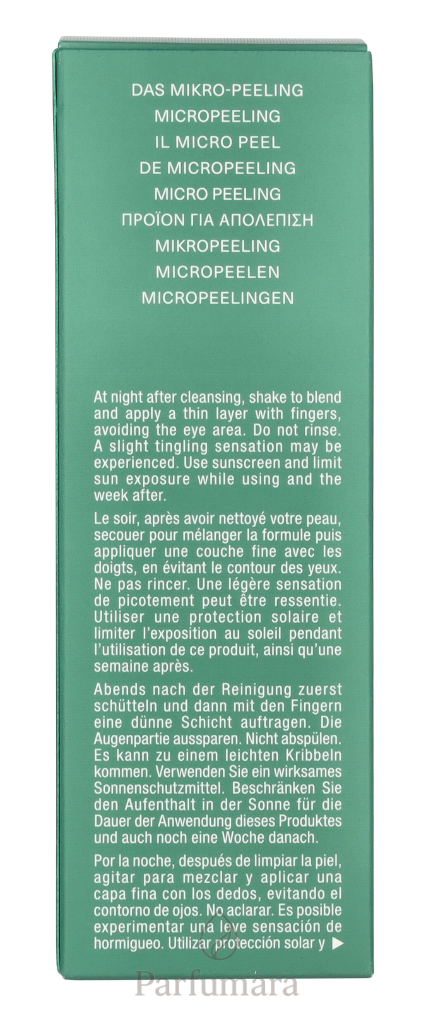 DAS MIKRO-PEELING
MICROPEELING
IL MICRO PEEL
DE MICROPEELING
MICRO PEELING
ΠΡΟΪΟΝ ΓΙΑ ΑΠΟΛΕΠΙΣΗ
MIKROPEELING
MICROPEELEN
MICROPEELINGEN
At night after cleansing, shake to blend
and apply a thin layer with fingers,
avoiding the eye area. Do not rinse.
A slight tingling sensation may be
experienced. Use sunscreen and limit
sun exposure while using and the
week after.
Le soir, après avoir nettoyé votre peau,
secouer pour mélanger la formule puis
appliquer une couche fine avec les
doigts, en évitant le contour des yeux.
Ne pas rincer. Une légère sensation
de picotement peut être ressentie.
Utiliser une protection solaire et
limiter l'exposition au soleil pendant
l'utilisation de ce produit, ainsi qu'une
semaine après.
Abends nach der Reinigung zuerst
schütteln und dann mit den Fingern
eine dünne Schicht auftragen. Die
Augenpartie aussparen. Nicht abspülen.
Es kann zu einem leichten Kribbeln
kommen. Verwenden Sie ein wirksames
Sonnenschutzmittel. Beschränken Sie
den Aufenthalt in der Sonne für die
Dauer der Anwendung dieses Produktes
und auch noch eine Woche danach.
Por la noche, después de limpiar la piel,
agitar para mezclar y aplicar una
capa fina con los dedos, evitando el
contorno de ojos. No aclarar. Es posible
experimentar una leve sensación de
hormigueo. Utilizar protección solar y ▶
Parfumara